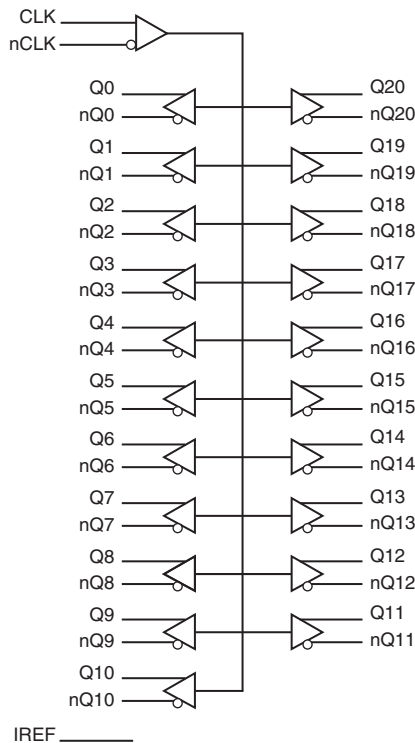 CLK
nCLK
Q0 Q20
nQ0 nQ20
Q1 Q19
nQ1 nQ19
Q2 Q18
nQ2 nQ18
Q3 Q17
nQ3 nQ17
Q4 Q16
nQ4 nQ16
Q5 Q15
nQ5 nQ15
Q6 Q14
nQ6 nQ14
Q7 Q13
nQ7 nQ13
Q8 Q12
nQ8 nQ12
Q9 Q11
nQ9 nQ11
Q10
nQ10
IREF